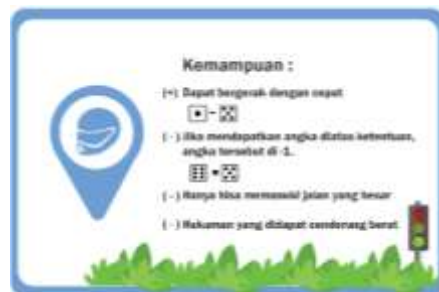 Kemampuan :
(+) Dapat bergerak dengan cepat
-
(-) Jika mendapatkan angka diatas ketentuan,
angka tersebut di -1.
=
(-) Hanya bisa memasuki jalan yang besar
(-) Hukuman yang didapat cenderung berat